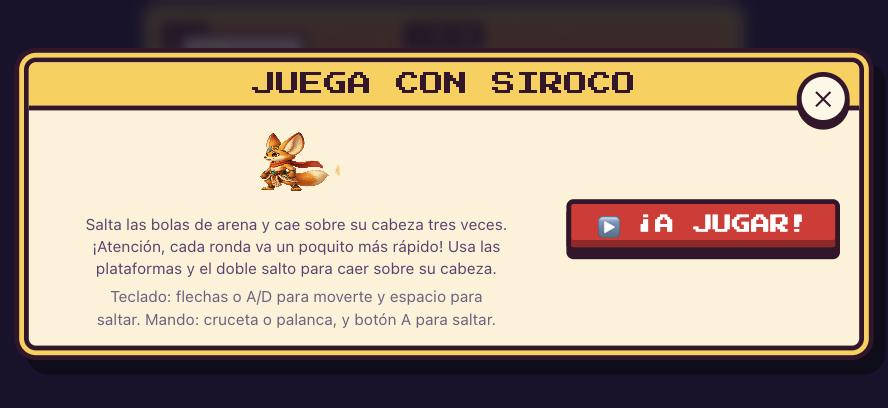 JUEGA CON SIROCO
Salta las bolas de arena y cae sobre su cabeza tres veces.
¡Atención, cada ronda va un poquito más rápido! Usa las
plataformas y el doble salto para caer sobre su cabeza.
Teclado: flechas o A/D para moverte y espacio para
saltar. Mando: cruceta o palanca, y botón A para saltar.
¡A JUGAR!